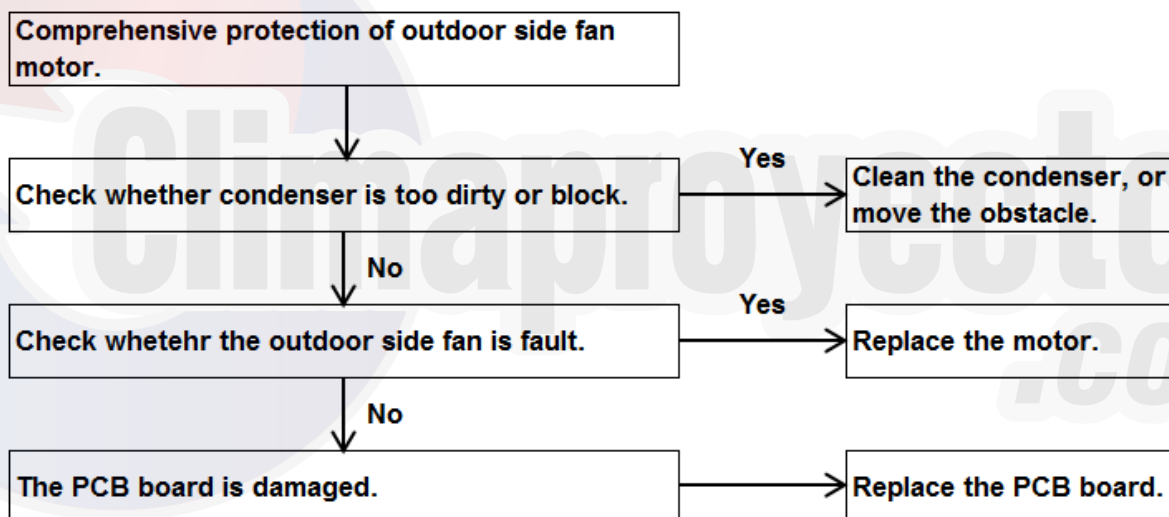 Comprehensive protection of outdoor side fan
motor.
Yes
Check whether condenser is too dirty or block.
Clean the condenser, or
move the obstacle.
No
Yes
Check whetehr the outdoor side fan is fault.
Replace the motor.
No
The PCB board is damaged.
Replace the PCB board.
Climaproyecto
.co